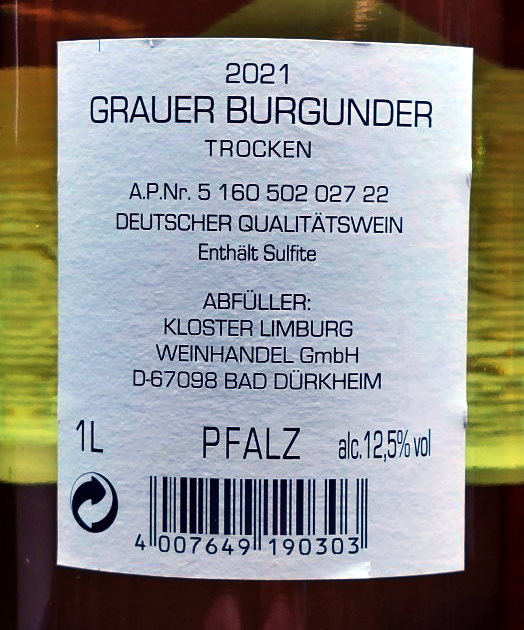 2021
GRAUER BURGUNDER
TROCKEN
A.P.Nr. 5 160 502 027 22
DEUTSCHER QUALITÄTSWEIN
Enthält Sulfite
ABFÜLLER:
KLOSTER LIMBURG
WEINHANDEL GmbH
D-67098 BAD DÜRKHEIM
1L PFALZ alc. 12,5% vol
4 007649 190303